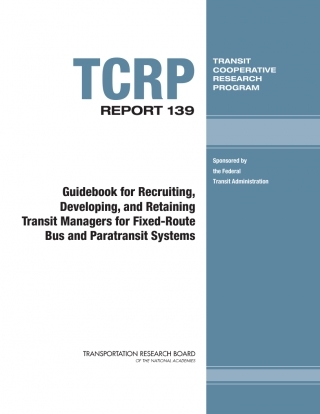 TCRP
REPORT 139
TRANSIT
COOPERATIVE
RESEARCH
PROGRAM
Sponsored by
the Federal
Transit Administration
Guidebook for Recruiting,
Developing, and Retaining
Transit Managers for Fixed-Route
Bus and Paratransit Systems
TRANSPORTATION RESEARCH BOARD
OF THE NATIONAL ACADEMIES